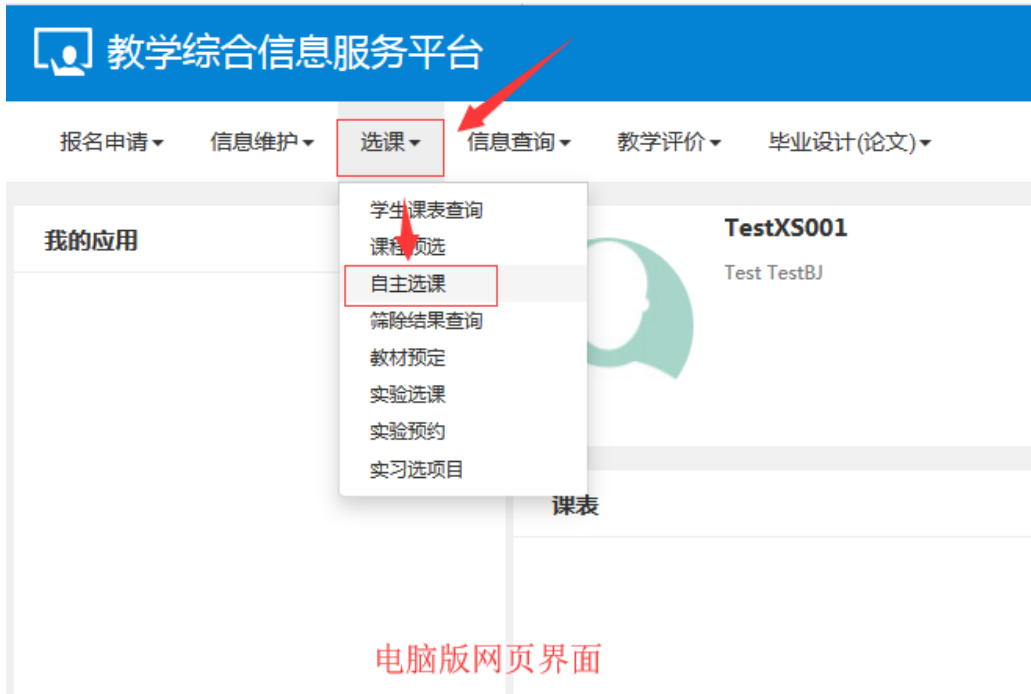 教学综合信息服务平台
报名申请 信息维护 选课 信息查询 教学评价 毕业设计(论文)
学生课表查询
课程预选
自主选课
筛除结果查询
教材预定
实验选课
实验预约
实习选项目
我的应用
TestXS001
Test TestBJ
课表
电脑版网页界面